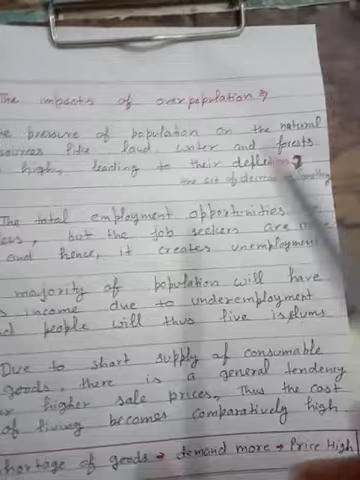 The impacts of overpopulation ⇒
he pressure of population on the natural
sources like land, water and forests
high, leading to their depletion
the act of decrea
The total employment opportunities
ess, but the job seekers are more
and hence, it creates unemployment
majority of population will have
s income due to underemployment
nd people will thus live in slums
Due to short supply of consumable
goods, there is a general tendency
higher sale prices, Thus the cost
of living becomes comparatively high
hortage of goods → demand more → Price High